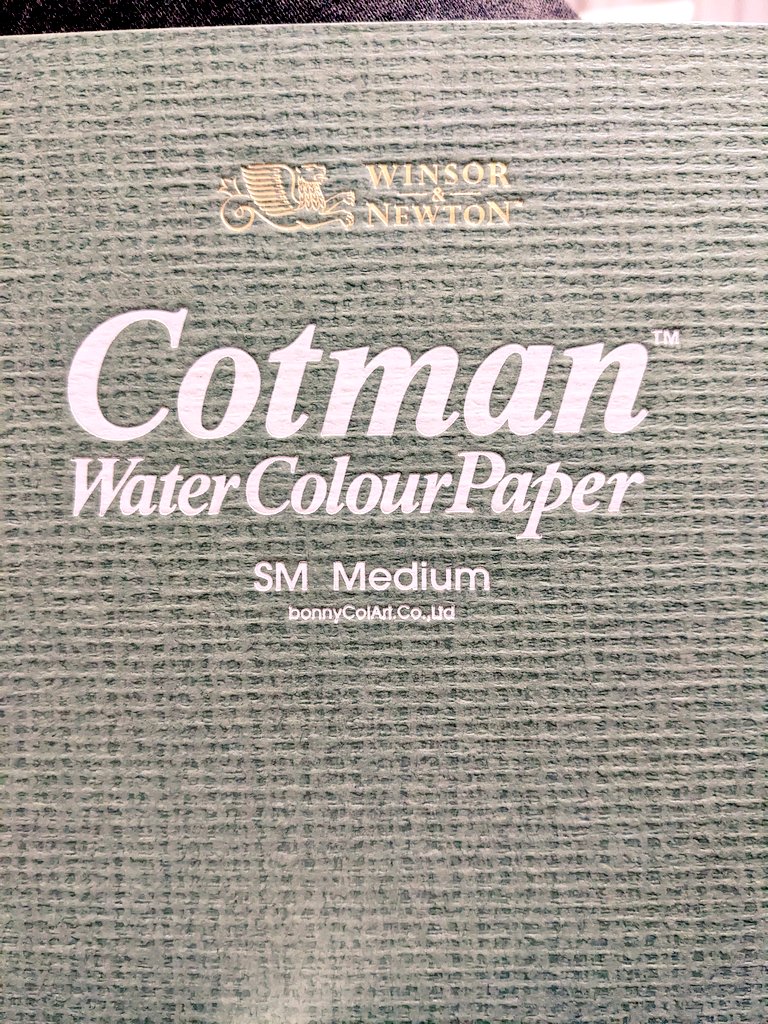 WINSOR
&
NEWTON™
Cotman™
Water Colour Paper
SM Medium
bonnyColArt.Co.,Ltd